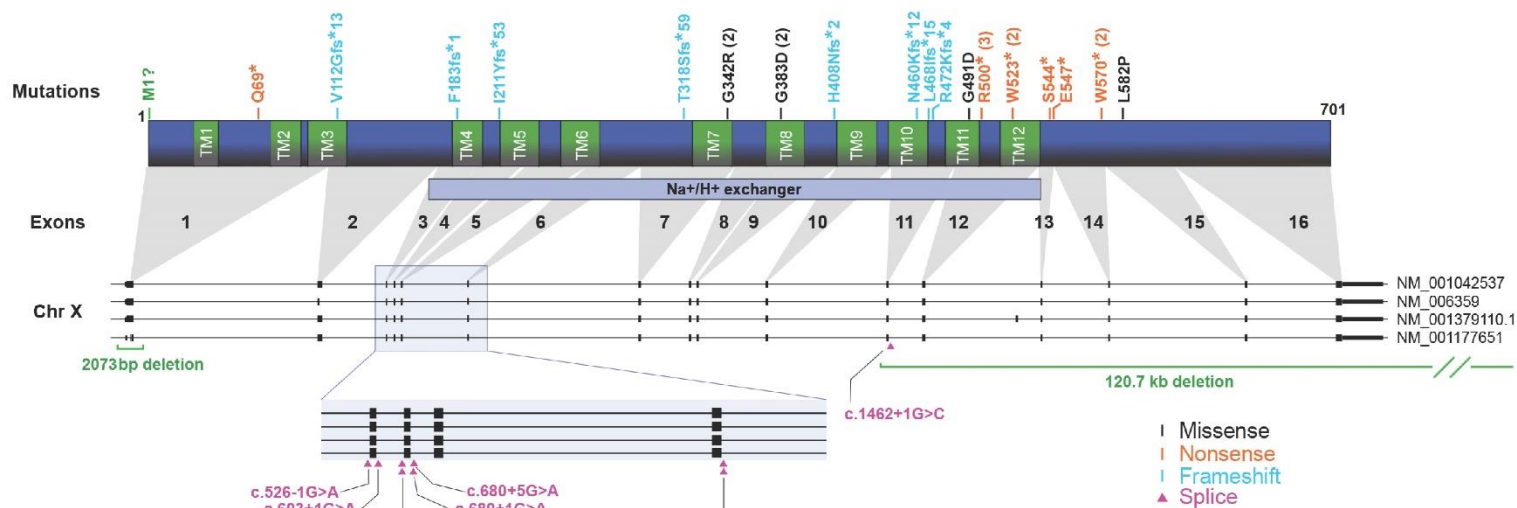 M1?
Q69*
V112Gfs*13
F183fs*1
I211Yfs*53
T318Sfs*59
G342R (2)
G383D (2)
H408Nfs*2
N460Kfs*12
L468Ifs*15
R472Kfs*4
G491D
R500* (3)
W523* (2)
S544*
E547*
W570* (2)
L582P
Mutations
1
701
TM1
TM2
TM3
TM4
TM5
TM6
TM7
TM8
TM9
TM10
TM11
TM12
Na+/H+ exchanger
Exons
1 2 3 4 5 6 7 8 9 10 11 12 13 14 15 16
Chr X
NM_001042537
NM_006359
NM_001379110.1
NM_001177651
2073bp deletion
120.7 kb deletion
c.1462+1G>C
Missense
Nonsense
Frameshift
Splice
c.526-1G>A
c.680+5G>A
c.603+1G>A
c.680+1G>A